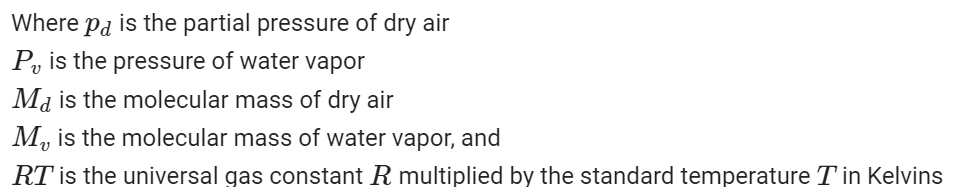 Where p_d is the partial pressure of dry air
P_v is the pressure of water vapor
M_d is the molecular mass of dry air
M_v is the molecular mass of water vapor, and
RT is the universal gas constant R multiplied by the standard temperature T in Kelvins